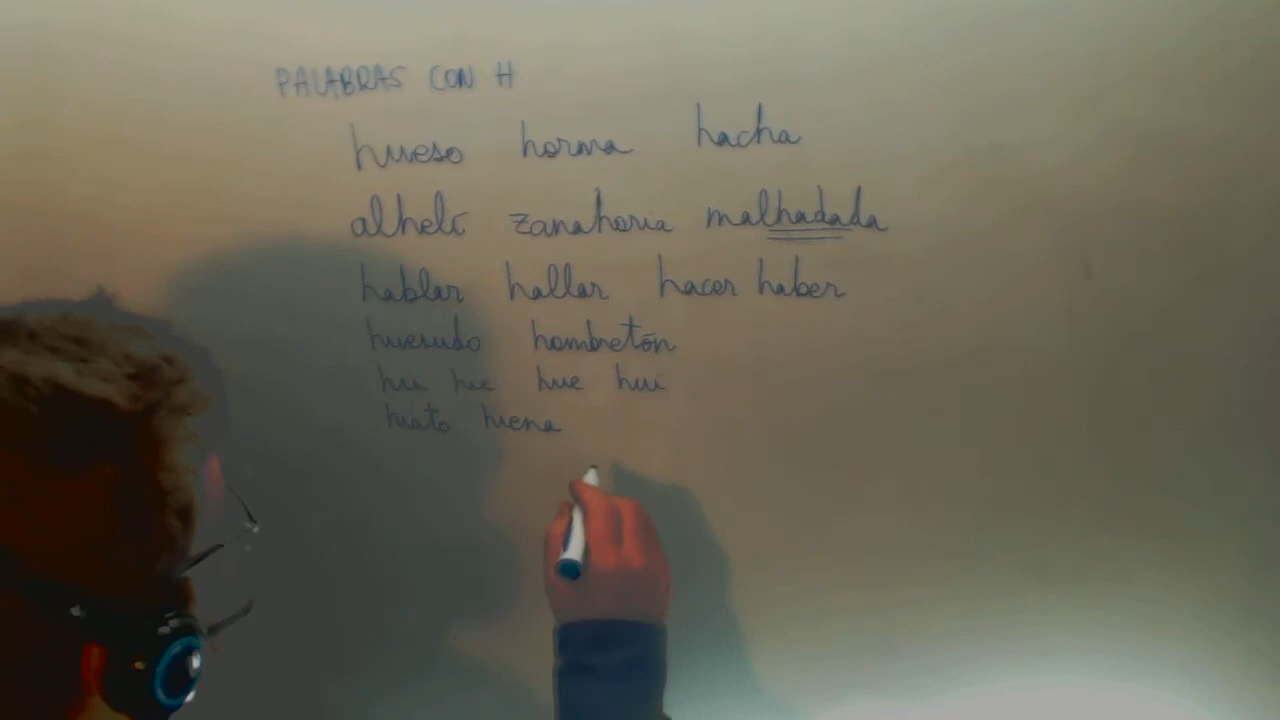 PALABRAS CON H
hueso horma hacha
alhelí zanahoria malhadada
hablar hallar hacer haber
huesudo hombretón
hie hue hui
hiato hiena